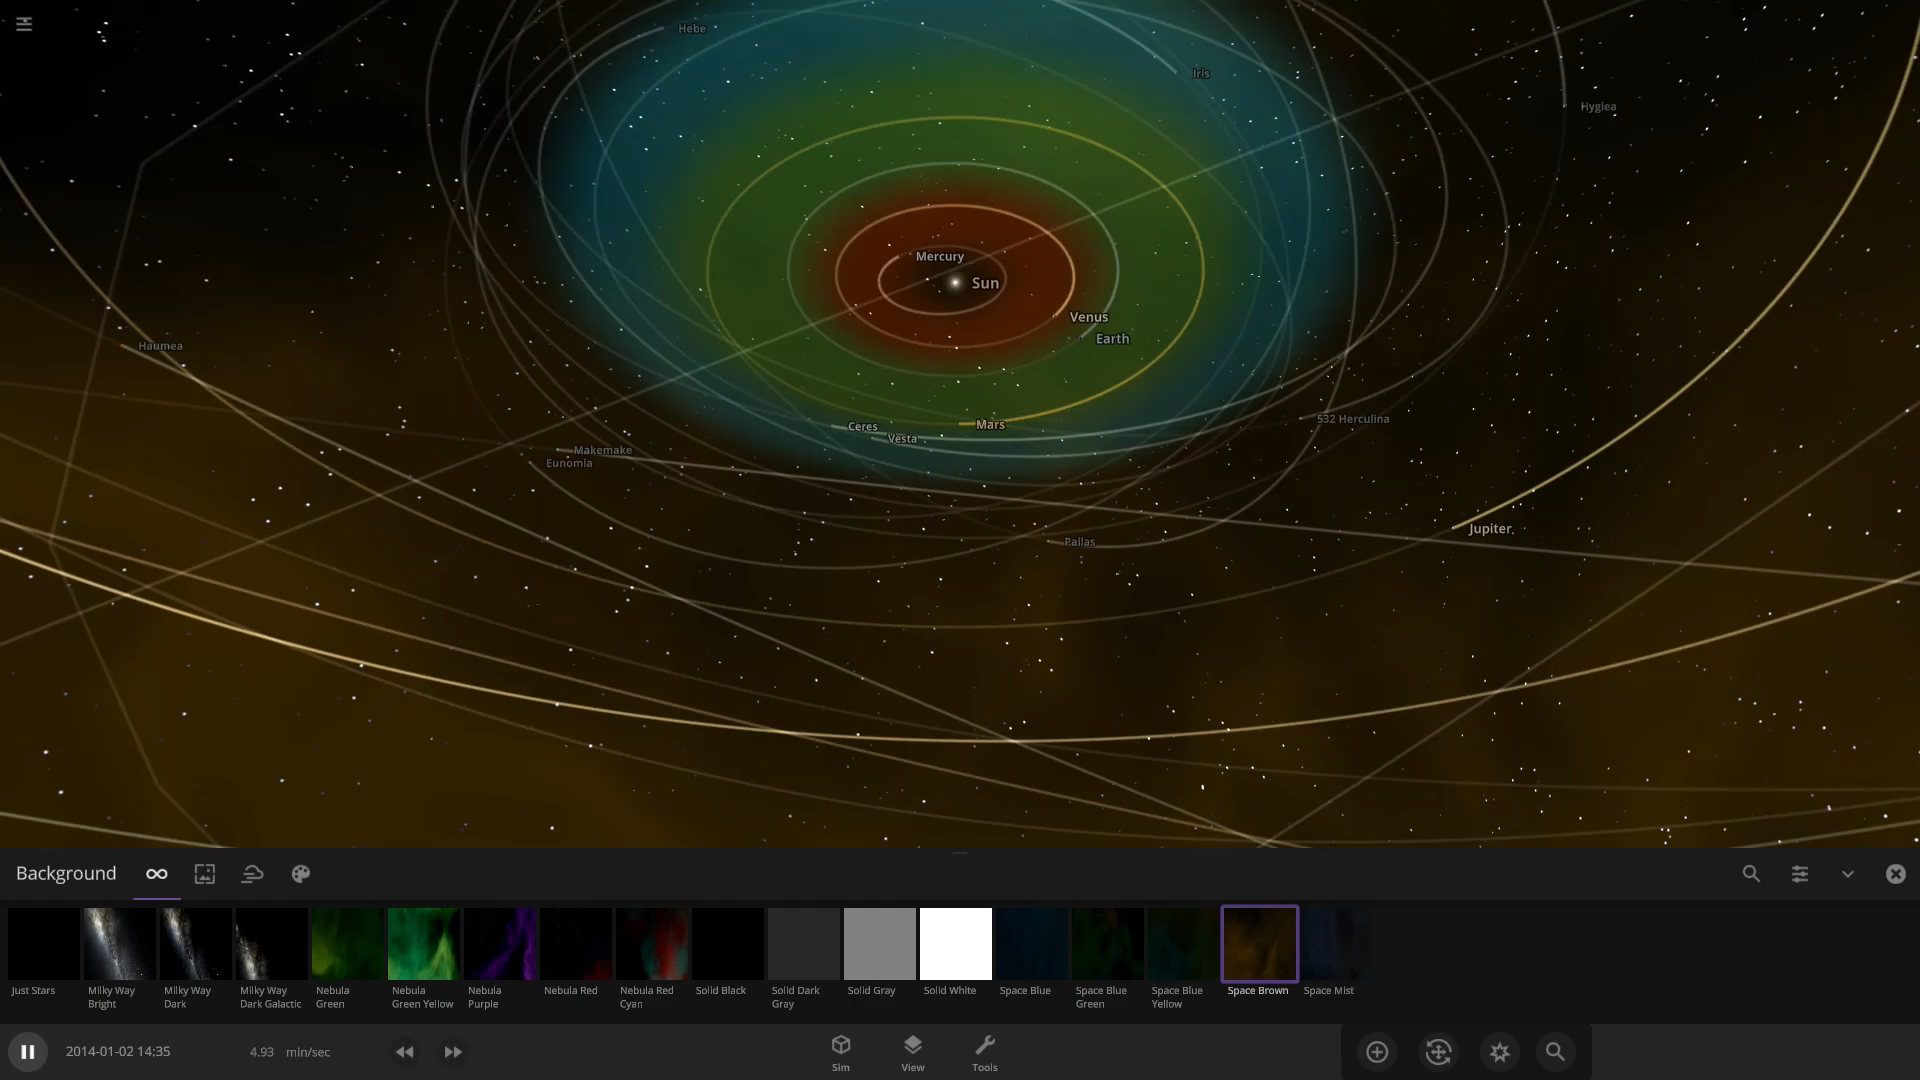 Hebe
Iris
Hygiea
Mercury
Sun
Venus
Earth
Haumea
Ceres
Mars
Vesta
532 Herculina
Makemake
Eunomia
Jupiter
Pallas
Background
Just Stars
Milky Way
Bright
Milky Way
Dark
Milky Way
Dark Galactic
Nebula
Green
Nebula
Green Yellow
Nebula
Purple
Nebula Red
Nebula Red
Cyan
Solid Black
Solid Dark
Gray
Solid Gray
Solid White
Space Blue
Space Blue
Green
Space Blue
Yellow
Space Brown
Space Mist
2014-01-02 14:35
4.93 min/sec
Sim
View
Tools